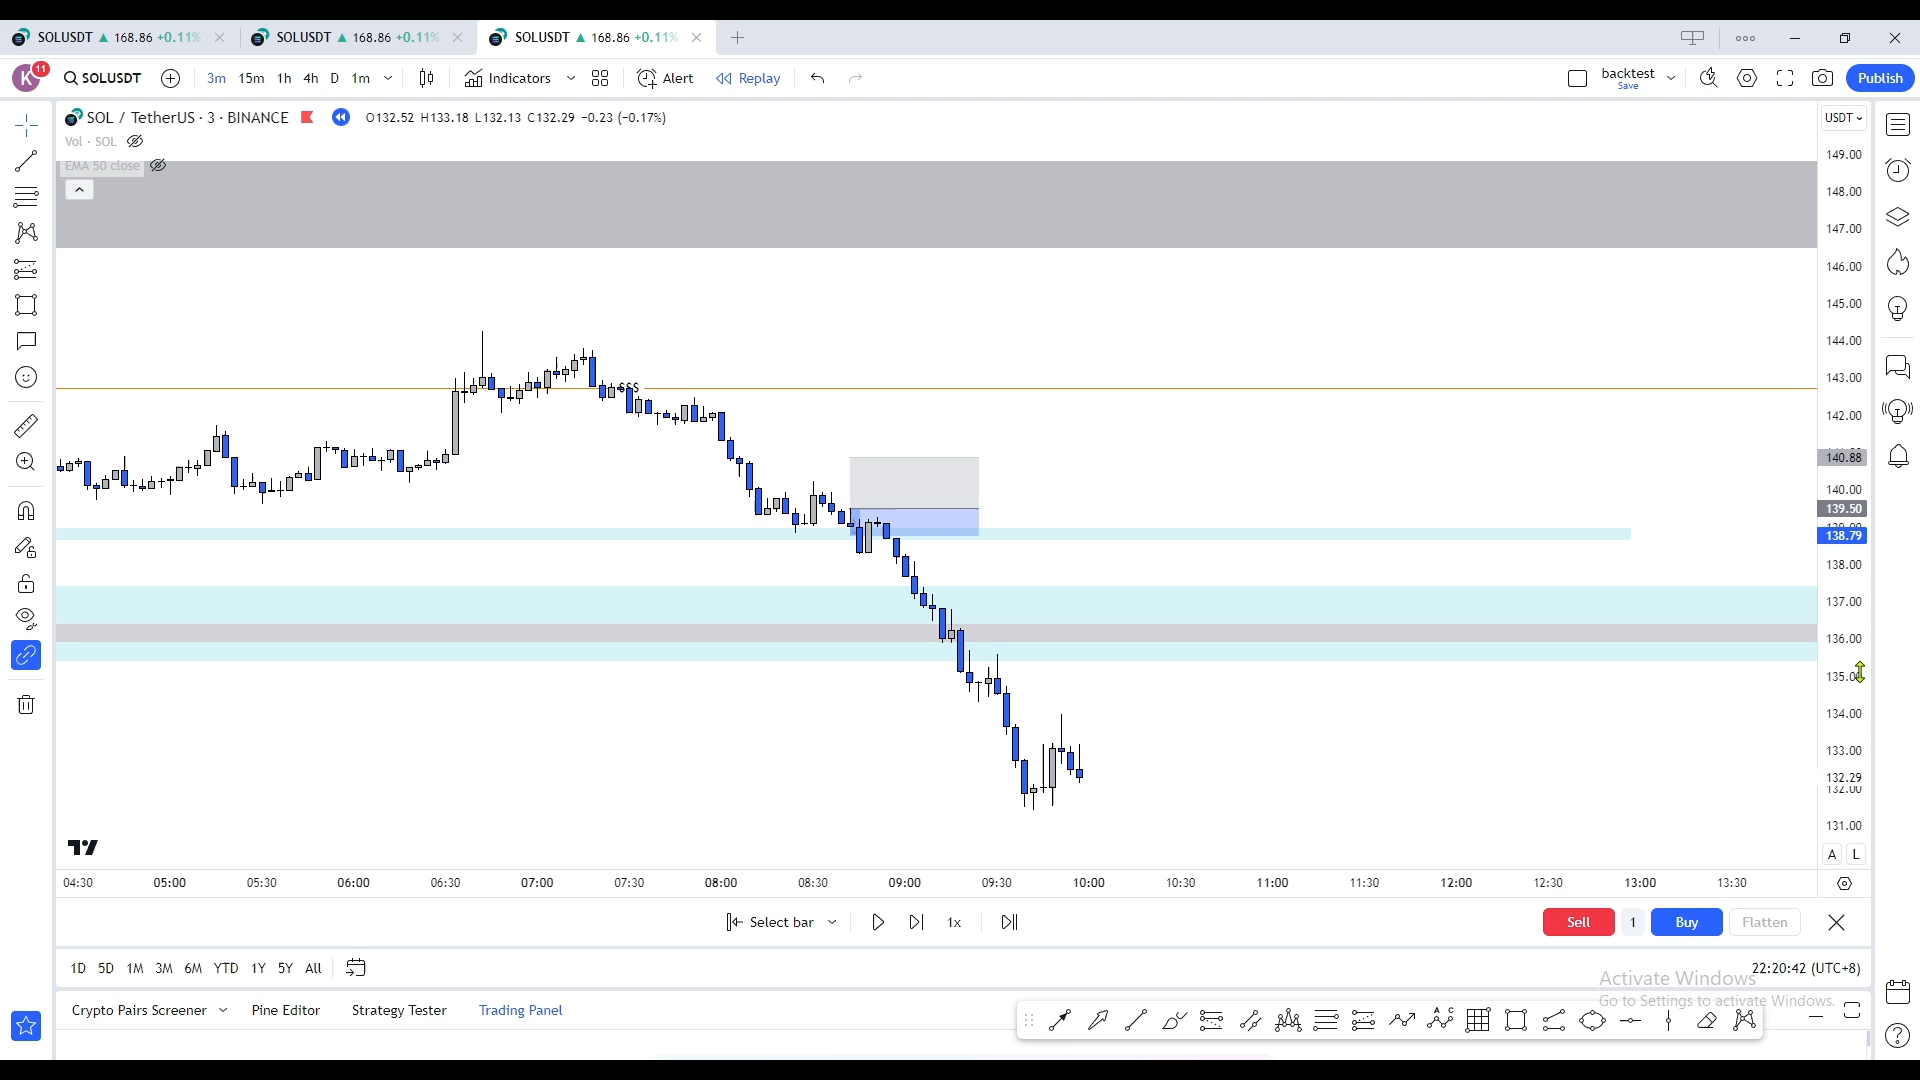 SOLUSDT ▲ 168.86 +0.11%
SOLUSDT ▲ 168.86 +0.11%
SOLUSDT ▲ 168.86 +0.11%
K 11
SOLUSDT
3m 15m 1h 4h D 1m
Indicators
Alert
Replay
backtest
Save
Publish
SOL / TetherUS · 3 · BINANCE
O132.52 H133.18 L132.13 C132.29 −0.23 (−0.17%)
Vol · SOL
EMA 50 close
USDT
149.00
148.00
147.00
146.00
145.00
144.00
143.00
142.00
140.88
140.00
139.50
138.79
138.00
137.00
136.00
135.00
134.00
133.00
132.29
132.00
131.00
$$$
A L
04:30 05:00 05:30 06:00 06:30 07:00 07:30 08:00 08:30 09:00 09:30 10:00 10:30 11:00 11:30 12:00 12:30 13:00 13:30
Select bar
1x
Sell 1 Buy Flatten
1D 5D 1M 3M 6M YTD 1Y 5Y All
22:20:42 (UTC+8)
Activate Windows
Go to Settings to activate Windows.
Crypto Pairs Screener Pine Editor Strategy Tester Trading Panel